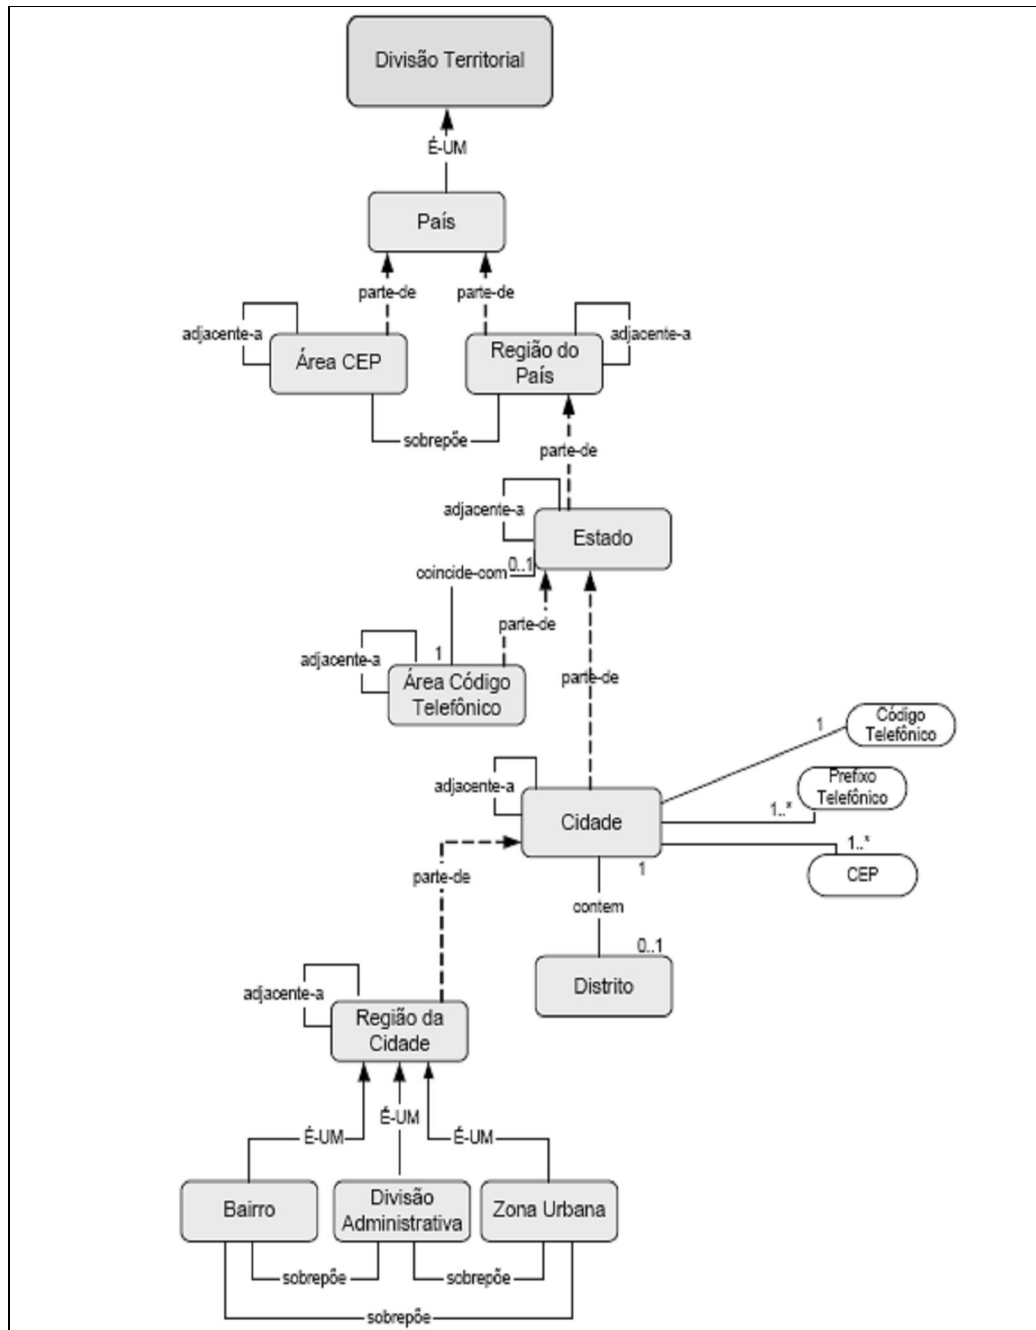 Divisão Territorial
É-UM
País
parte-de
parte-de
adjacente-a
Área CEP
Região do
País
adjacente-a
sobrepõe
parte-de
adjacente-a
Estado
coincide-com
0..1
parte-de
adjacente-a
1
Área Código
Telefônico
parte-de
1
Código
Telefônico
adjacente-a
Cidade
Prefixo
Telefônico
1..*
1..*
CEP
1
parte-de
contem
0..1
Distrito
adjacente-a
Região da
Cidade
É-UM
É-UM
É-UM
Bairro
Divisão
Administrativa
Zona Urbana
sobrepõe
sobrepõe
sobrepõe